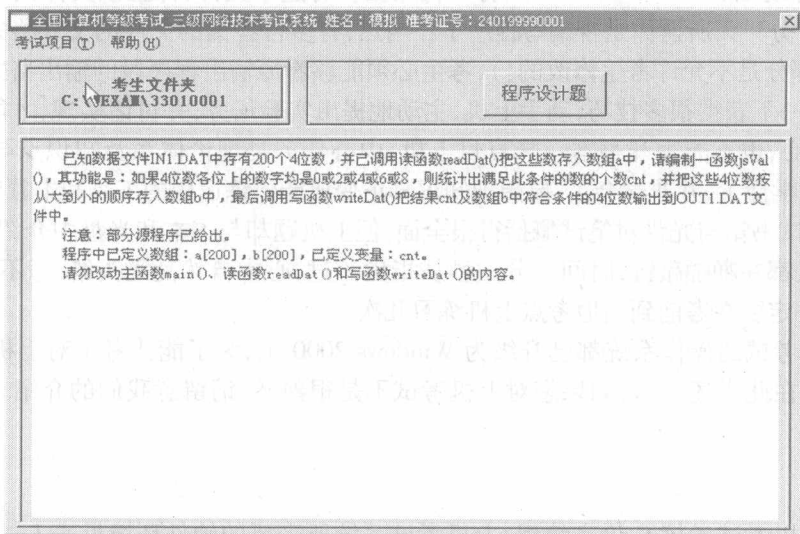 全国计算机等级考试_三级网络技术考试系统 姓名：模拟 准考证号：240199990001
考试项目(T) 帮助(H)
考生文件夹
C:\WEXAM\33010001
程序设计题
已知数据文件IN1.DAT中存有200个4位数，并已调用读函数readDat()把这些数存入数组a中，请编制一函数jsVal
()，其功能是：如果4位数各位上的数字均是0或2或4或6或8，则统计出满足此条件的数的个数cnt，并把这些4位数按
从大到小的顺序存入数组b中，最后调用写函数writeDat()把结果cnt及数组b中符合条件的4位数输出到OUT1.DAT文
件中。
注意：部分源程序已给出。
程序中已定义数组：a[200]，b[200]，已定义变量：cnt。
请勿改动主函数main()、读函数readDat()和写函数writeDat()的内容。